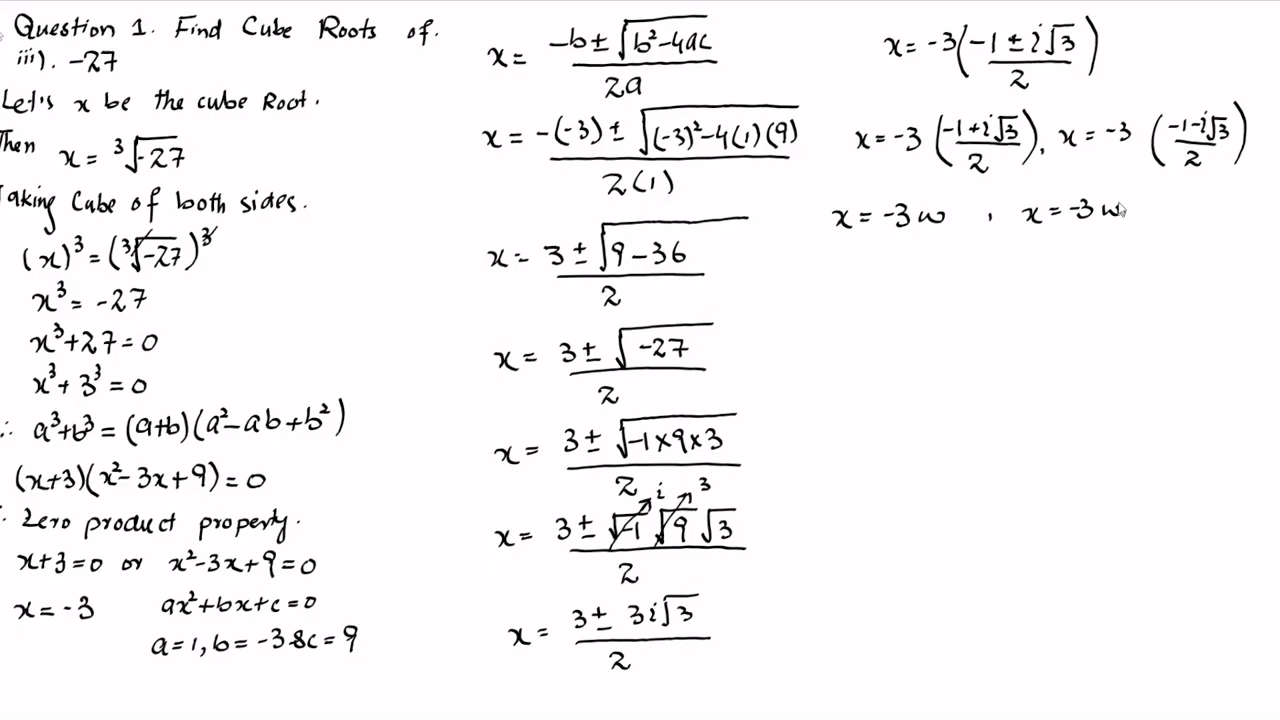 Question 1. Find Cube Roots of.
iii). -27
Let's x be the cube Root.
Then x = ³√-27
Taking Cube of both sides.
(x)³ = (³√-27)³
x³ = -27
x³+27 = 0
x³ + 3³ = 0
∴ a³+b³ = (a+b)(a²-ab+b²)
(x+3)(x²-3x+9) = 0
∴ Zero product property.
x+3=0 or x²-3x+9=0
x = -3 ax²+bx+c=0
a=1, b=-3 & c=9
x = (-b ± √(b²-4ac))/2a
x = (-(-3) ± √((-3)²-4(1)(9)))/2(1)
x = (3 ± √(9-36))/2
x = (3 ± √-27)/2
x = (3 ± √(-1×9×3))/2
i 3
x = (3 ± √-1 √9 √3)/2
x = (3 ± 3i√3)/2
x = -3((-1 ± i√3)/2)
x = -3 ((-1+i√3)/2), x = -3 ((-1-i√3)/2)
x = -3ω , x = -3ω